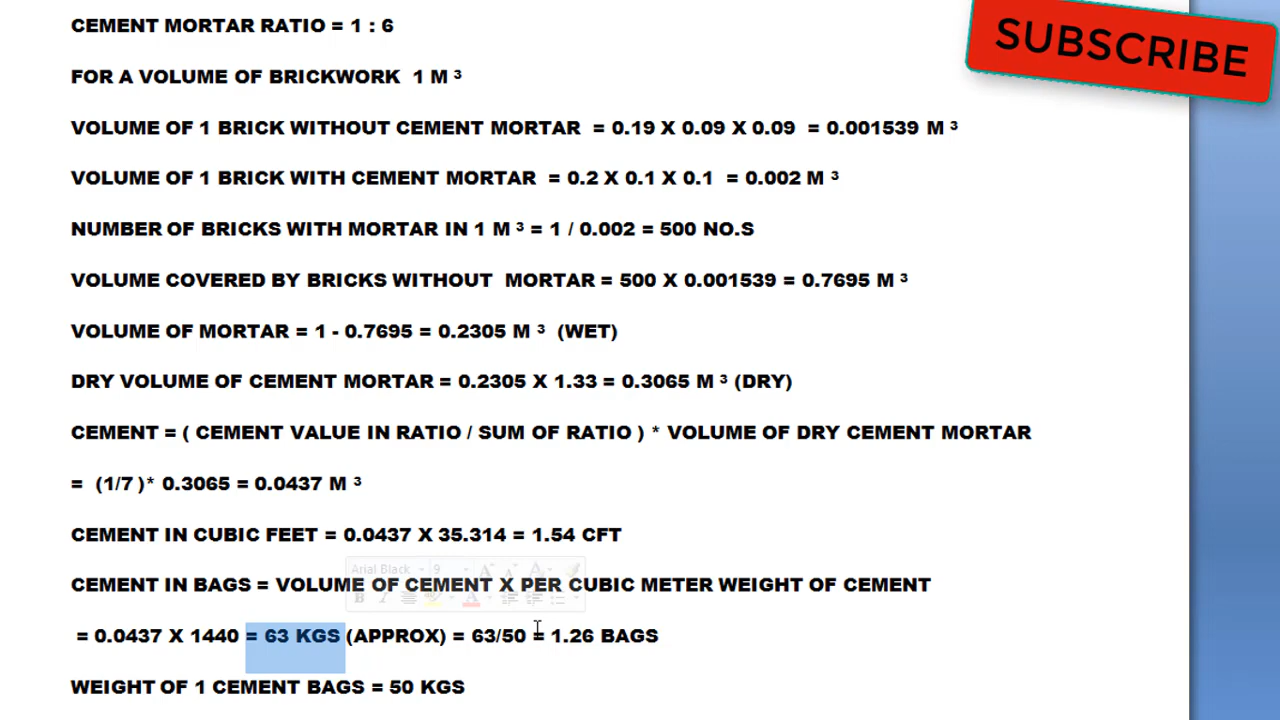 CEMENT MORTAR RATIO = 1 : 6
SUBSCRIBE
FOR A VOLUME OF BRICKWORK 1 M ³
VOLUME OF 1 BRICK WITHOUT CEMENT MORTAR = 0.19 X 0.09 X 0.09 = 0.001539 M ³
VOLUME OF 1 BRICK WITH CEMENT MORTAR = 0.2 X 0.1 X 0.1 = 0.002 M ³
NUMBER OF BRICKS WITH MORTAR IN 1 M ³ = 1 / 0.002 = 500 NO.S
VOLUME COVERED BY BRICKS WITHOUT MORTAR = 500 X 0.001539 = 0.7695 M ³
VOLUME OF MORTAR = 1 - 0.7695 = 0.2305 M ³ (WET)
DRY VOLUME OF CEMENT MORTAR = 0.2305 X 1.33 = 0.3065 M ³ (DRY)
CEMENT = ( CEMENT VALUE IN RATIO / SUM OF RATIO ) * VOLUME OF DRY CEMENT MORTAR
= (1/7 )* 0.3065 = 0.0437 M ³
CEMENT IN CUBIC FEET = 0.0437 X 35.314 = 1.54 CFT
Arial Black 9
CEMENT IN BAGS = VOLUME OF CEMENT X PER CUBIC METER WEIGHT OF CEMENT
= 0.0437 X 1440 = 63 KGS (APPROX) = 63/50 = 1.26 BAGS
WEIGHT OF 1 CEMENT BAGS = 50 KGS